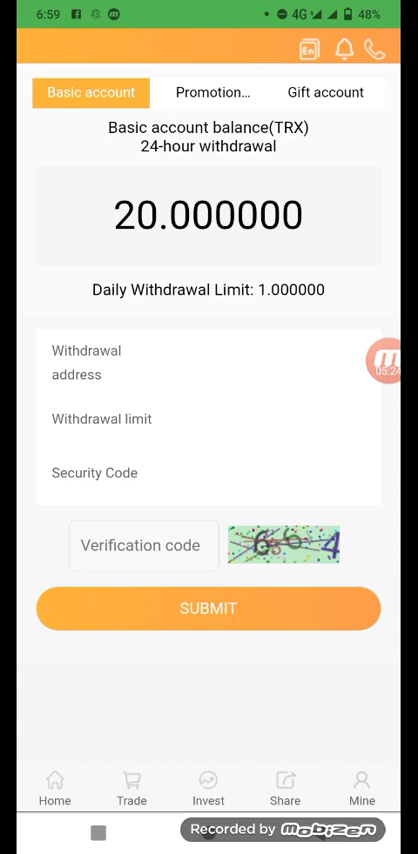 6:59
4G
48%
En
Basic account
Promotion...
Gift account
Basic account balance(TRX)
24-hour withdrawal
20.000000
Daily Withdrawal Limit: 1.000000
Withdrawal
address
05:24
Withdrawal limit
Security Code
Verification code
SUBMIT
Home
Trade
Invest
Share
Mine
Recorded by mobizen